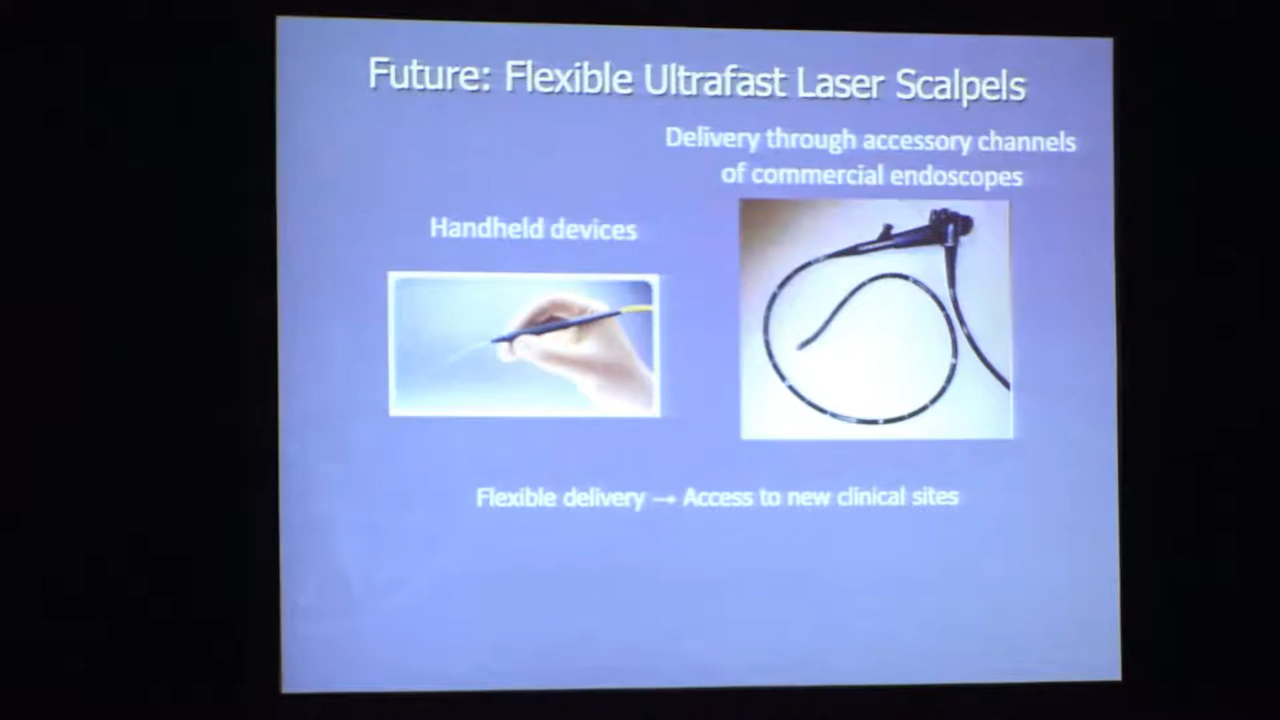 Future: Flexible Ultrafast Laser Scalpels
Delivery through accessory channels
of commercial endoscopes
Handheld devices
Flexible delivery → Access to new clinical sites